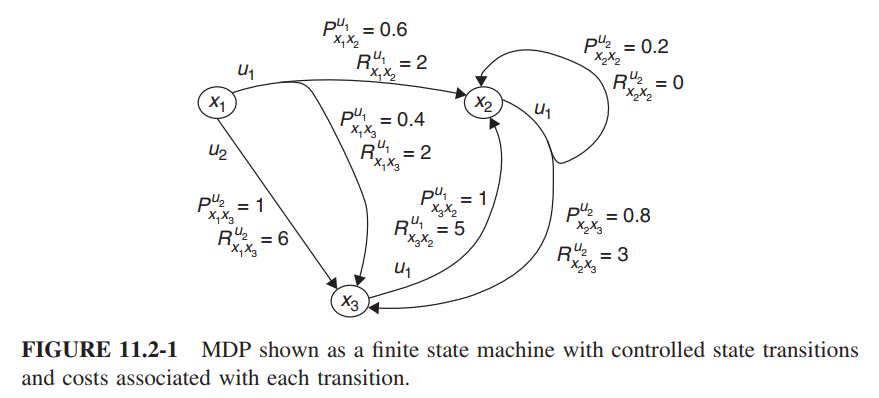 P^{u_1}_{x_1x_2} = 0.6
R^{u_1}_{x_1x_2} = 2
u_1
x_1
P^{u_2}_{x_2x_2} = 0.2
R^{u_2}_{x_2x_2} = 0
x_2
u_1
P^{u_1}_{x_1x_3} = 0.4
R^{u_1}_{x_1x_3} = 2
u_2
P^{u_2}_{x_1x_3} = 1
R^{u_2}_{x_1x_3} = 6
P^{u_1}_{x_3x_2} = 1
R^{u_1}_{x_3x_2} = 5
u_1
P^{u_2}_{x_2x_3} = 0.8
R^{u_2}_{x_2x_3} = 3
x_3
FIGURE 11.2-1 MDP shown as a finite state machine with controlled state transitions
and costs associated with each transition.